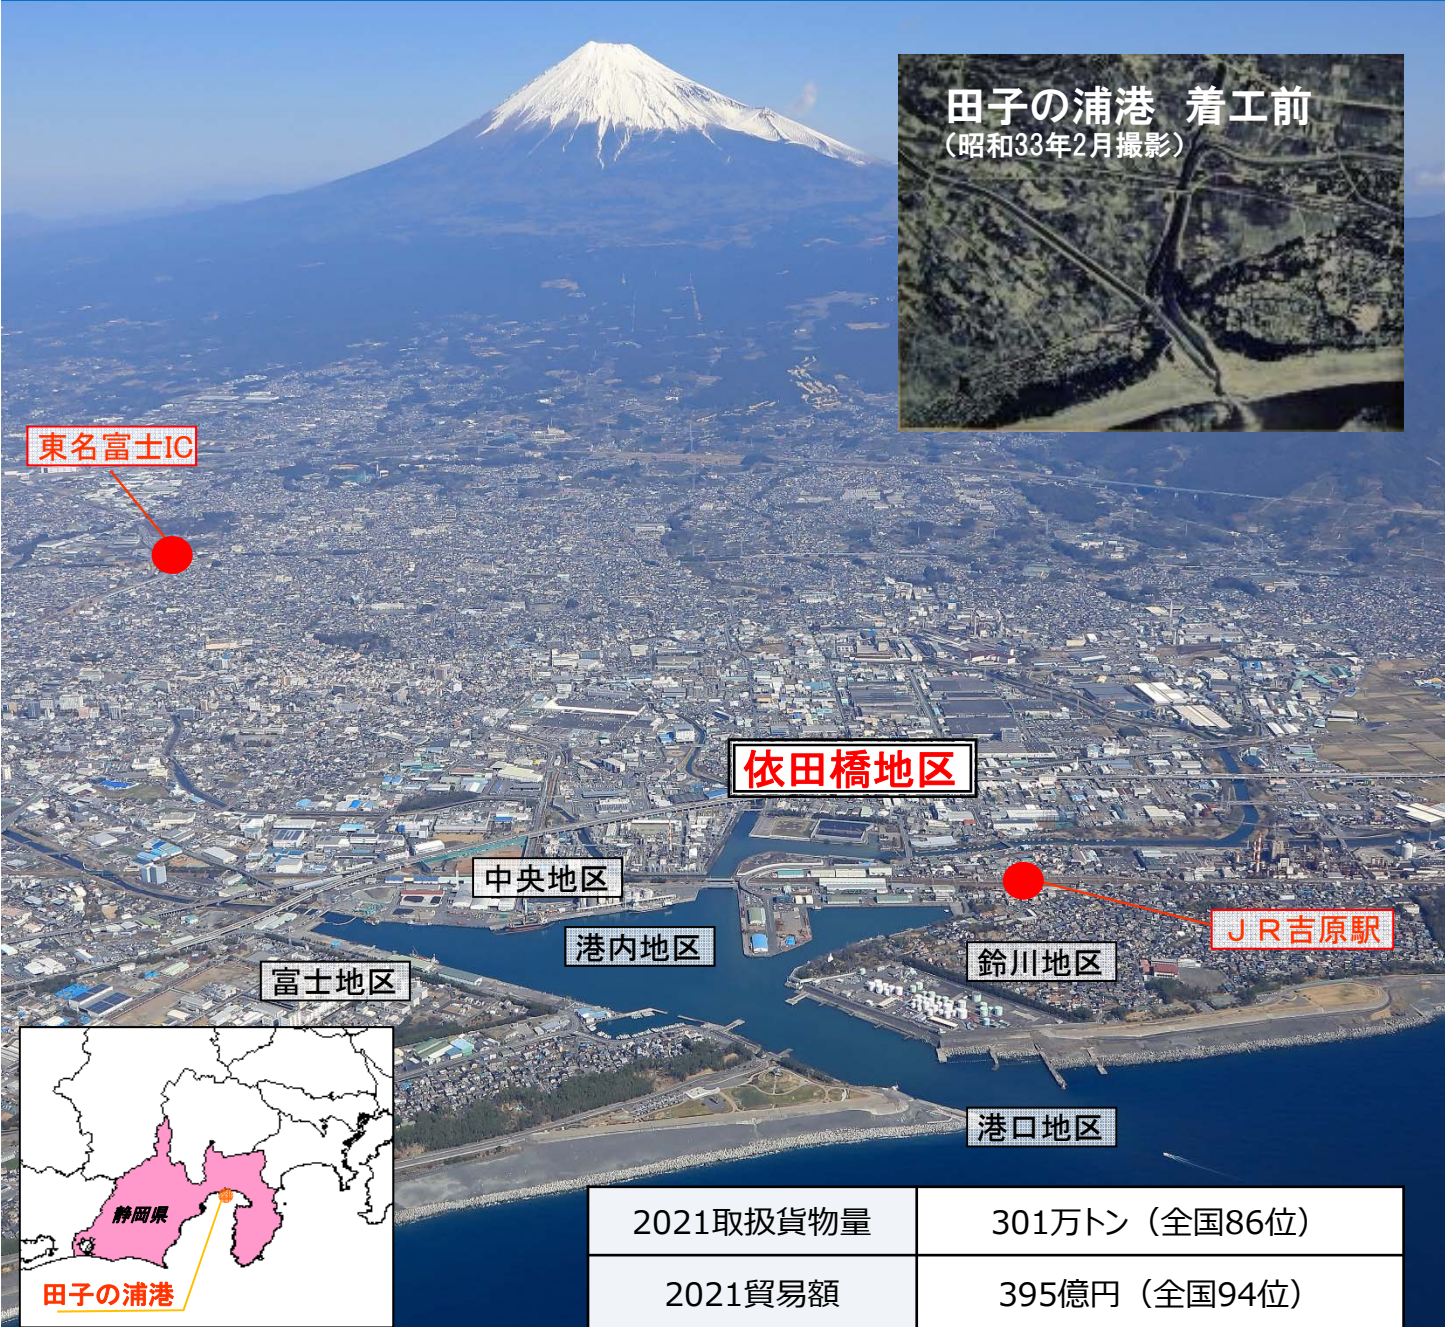 田子の浦港 着工前
(昭和33年2月撮影)
東名富士IC
依田橋地区
中央地区
港内地区
JR吉原駅
鈴川地区
富士地区
港口地区
静岡県
田子の浦港
2021取扱貨物量 301万トン（全国86位）
2021貿易額 395億円（全国94位）